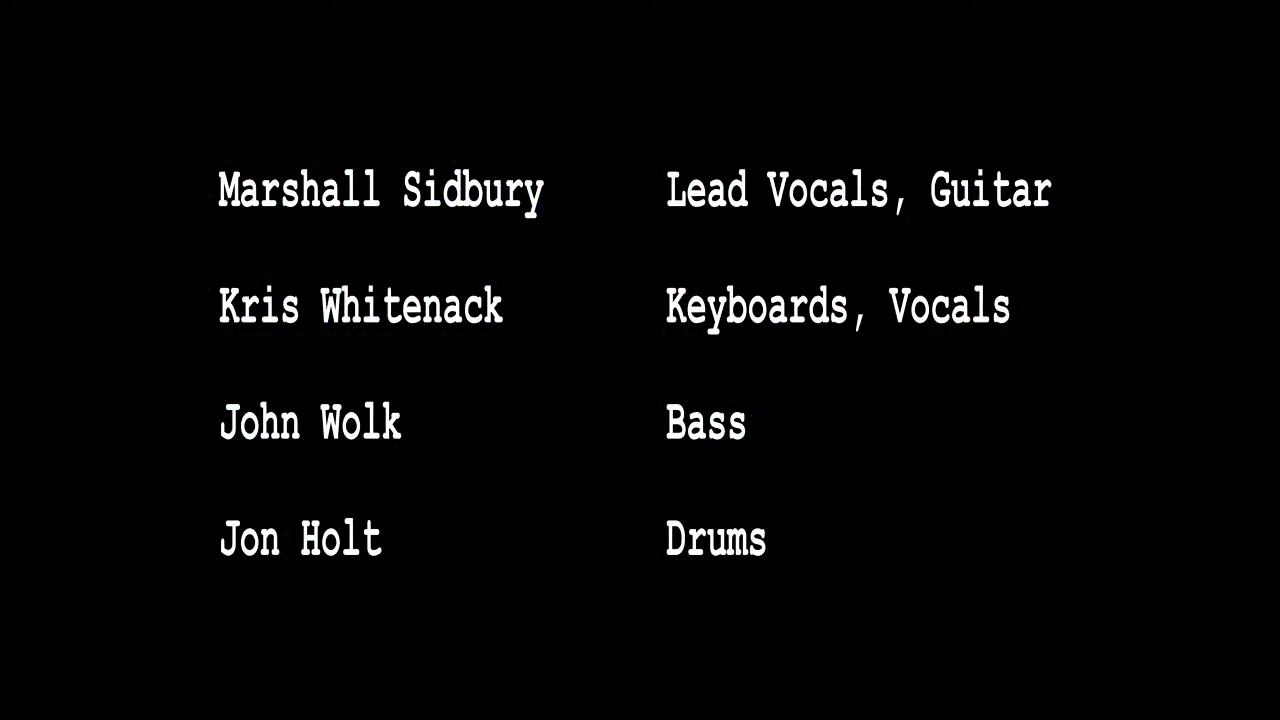 Marshall Sidbury Lead Vocals, Guitar
Kris Whitenack Keyboards, Vocals
John Wolk Bass
Jon Holt Drums